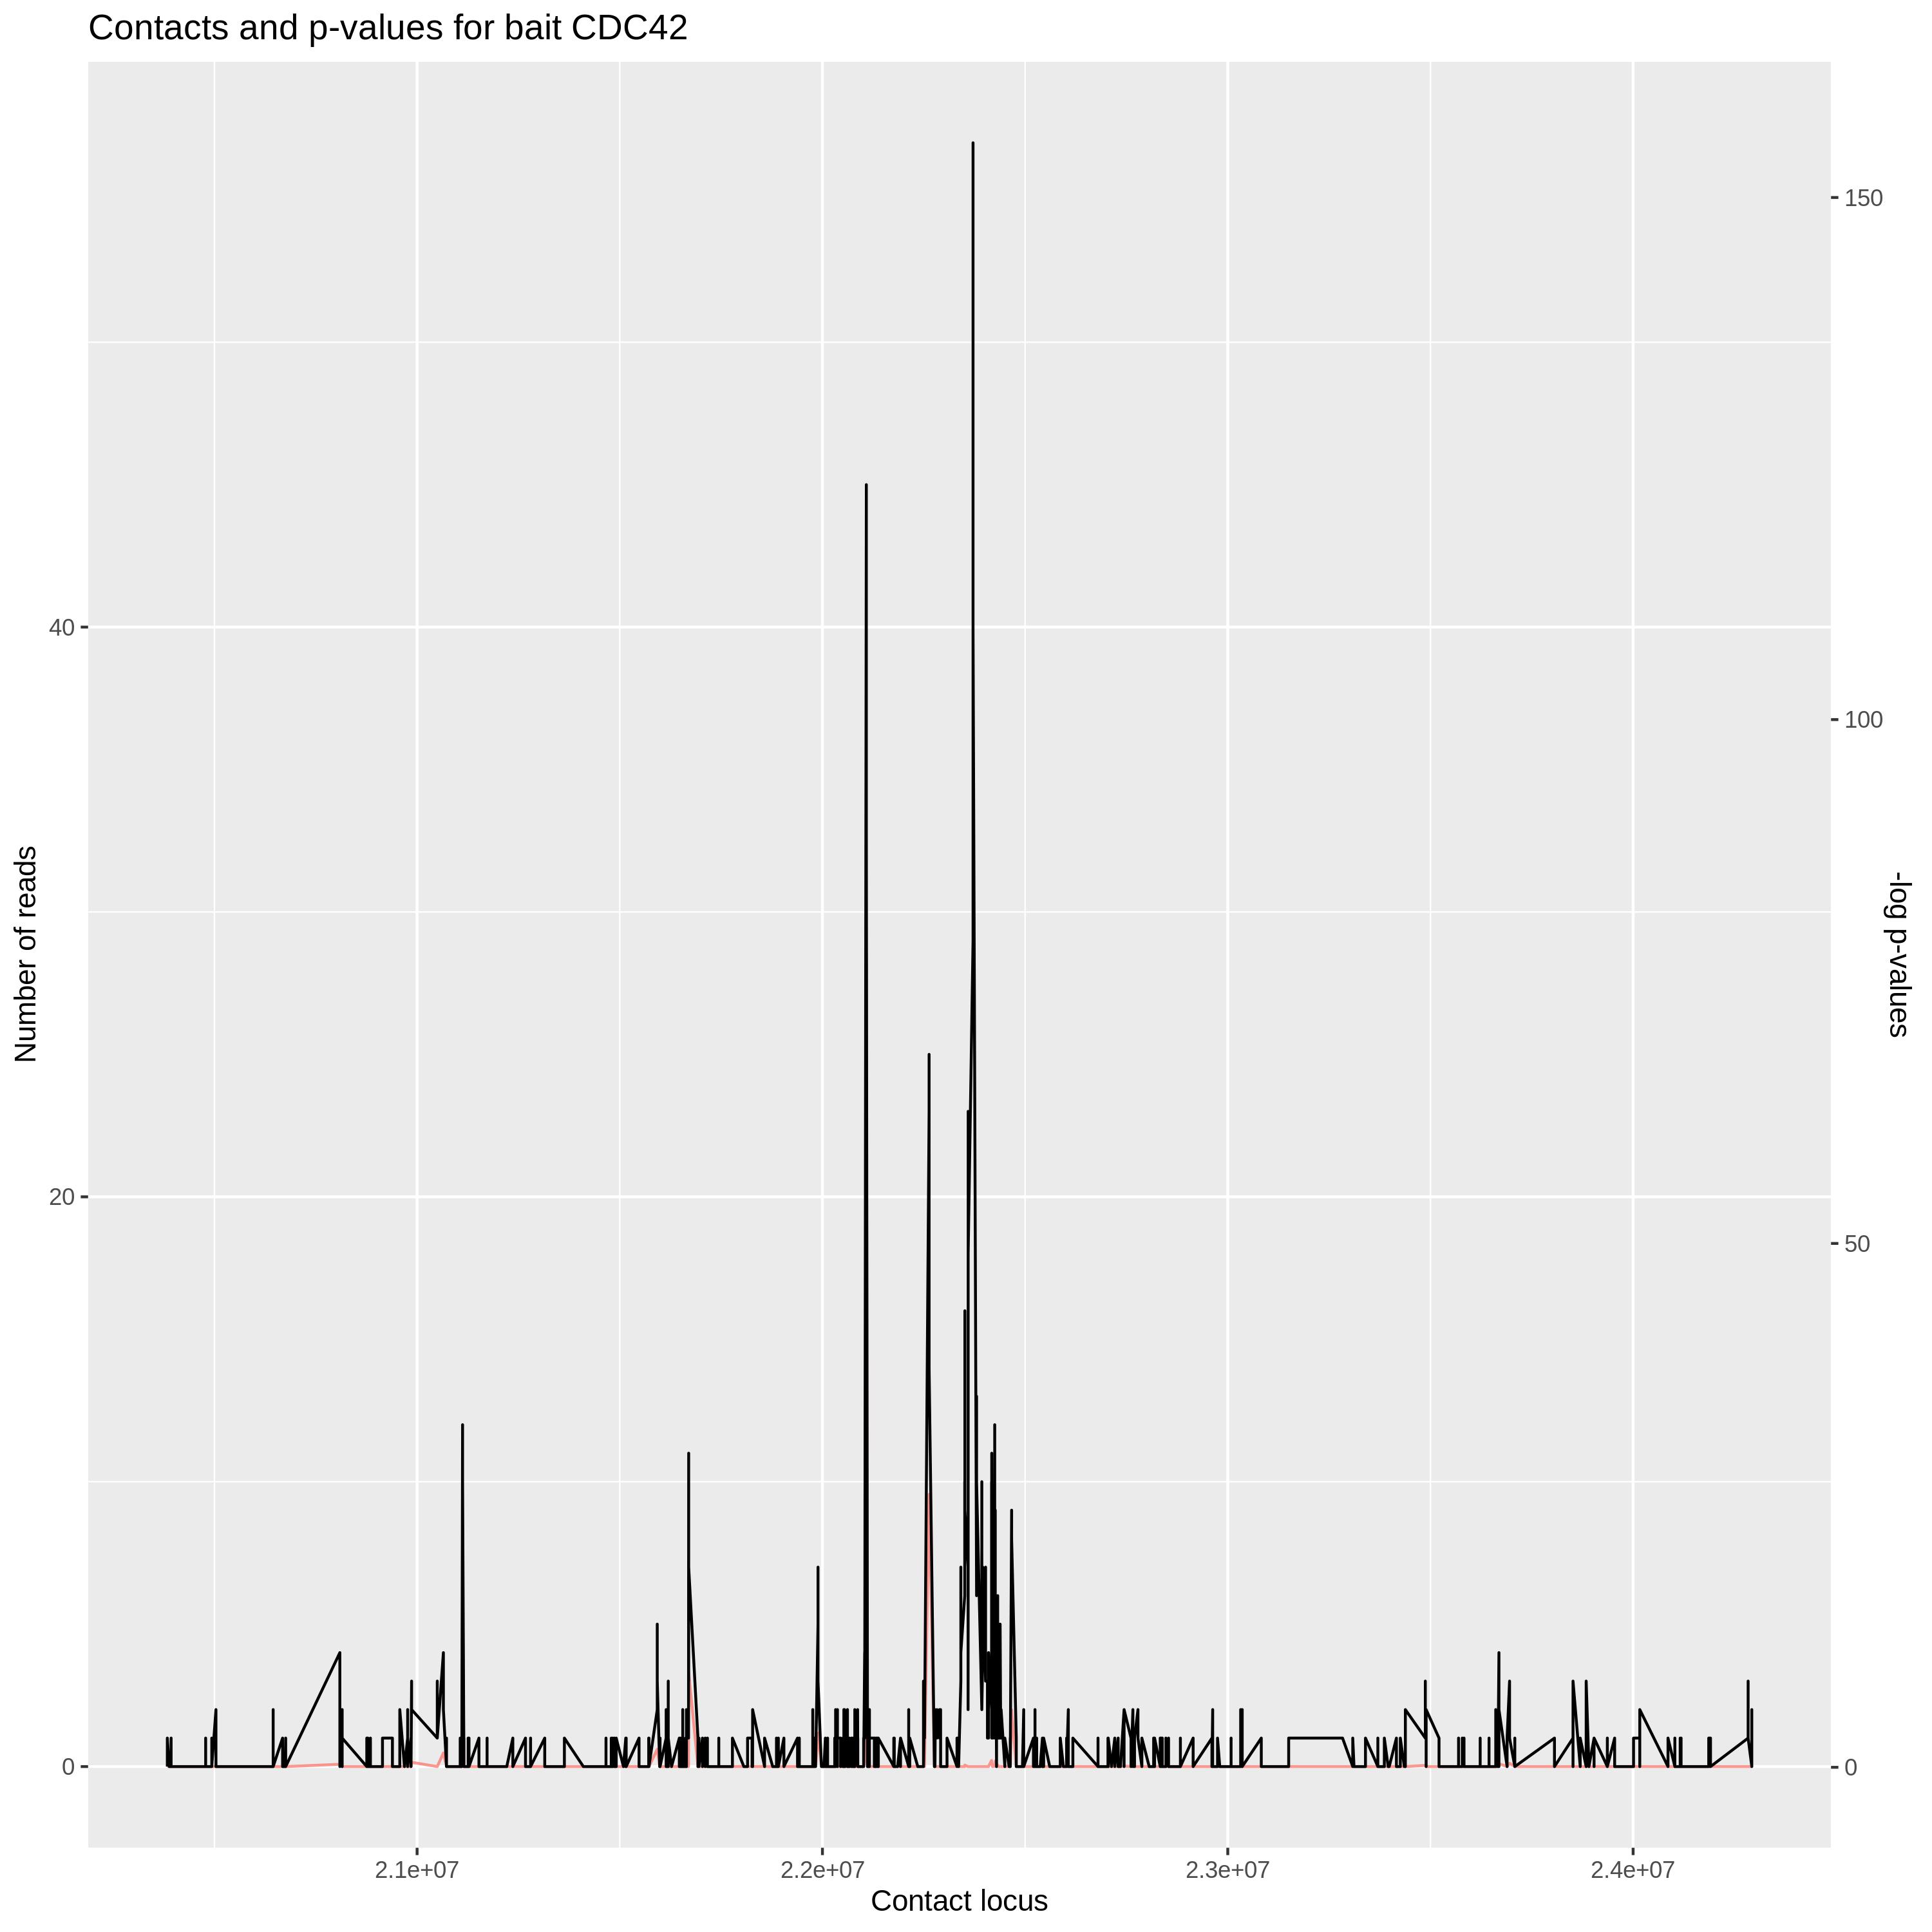 Contacts and p-values for bait CDC42
Number of reads
40
20
0
150
100
50
0
-log p-values
2.1e+07
2.2e+07
2.3e+07
2.4e+07
Contact locus